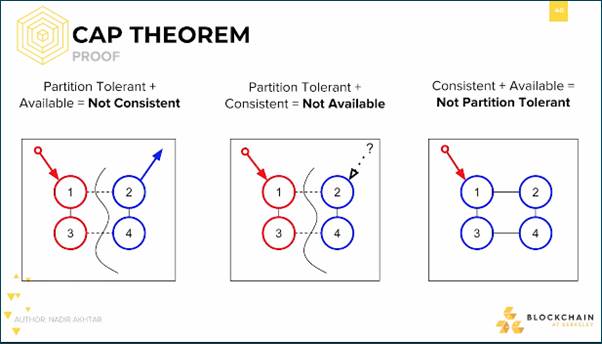 40
CAP THEOREM
PROOF
Partition Tolerant +
Available = Not Consistent
Partition Tolerant +
Consistent = Not Available
Consistent + Available =
Not Partition Tolerant
1
2
3
4
?
1
2
3
4
1
2
3
4
AUTHOR: NADIR AKHTAR
BLOCKCHAIN
AT BERKELEY